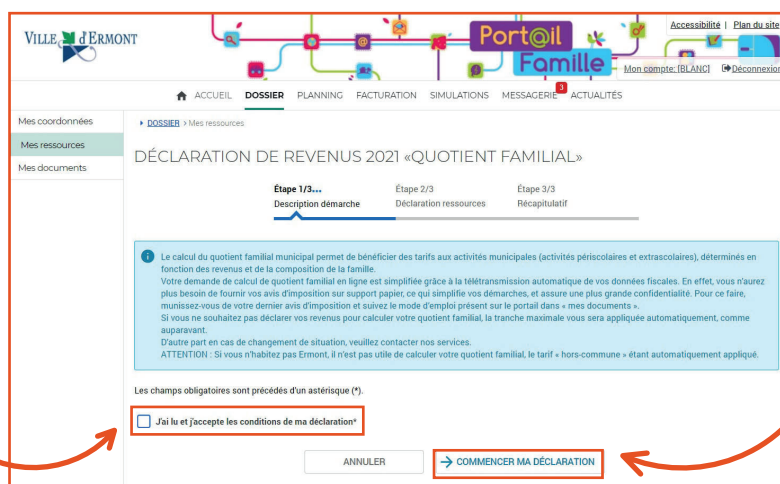 VILLE d'ERMONT
Port@il
Famille
Accessibilité | Plan du site
Mon compte: [BLANC] Déconnexion
ACCUEIL DOSSIER PLANNING FACTURATION SIMULATIONS MESSAGERIE 3 ACTUALITÉS
Mes coordonnées
Mes ressources
Mes documents
DOSSIER > Mes ressources
DÉCLARATION DE REVENUS 2021 «QUOTIENT FAMILIAL»
Étape 1/3... Étape 2/3 Étape 3/3
Description démarche Déclaration ressources Récapitulatif
Le calcul du quotient familial municipal permet de bénéficier des tarifs aux activités municipales (activités périscolaires et extrascolaires), déterminés en
fonction des revenus et de la composition de la famille.
Votre demande de calcul de quotient familial en ligne est simplifiée grâce à la télétransmission automatique de vos données fiscales. En effet, vous n'aurez
plus besoin de fournir vos avis d'imposition sur support papier, ce qui simplifie vos démarches, et assure une plus grande confidentialité. Pour ce faire,
munissez-vous de votre dernier avis d'imposition et suivez le mode d'emploi présent sur le portail dans « mes documents ».
Si vous ne souhaitez pas déclarer vos revenus pour calculer votre quotient familial, la tranche maximale vous sera appliquée automatiquement, comme
auparavant.
D'autre part en cas de changement de situation, veuillez contacter nos services.
ATTENTION : Si vous n'habitez pas Ermont, il n'est pas utile de calculer votre quotient familial, le tarif « hors-commune » étant automatiquement appliqué.
Les champs obligatoires sont précédés d'un astérisque (*).
J'ai lu et j'accepte les conditions de ma déclaration*
ANNULER → COMMENCER MA DÉCLARATION